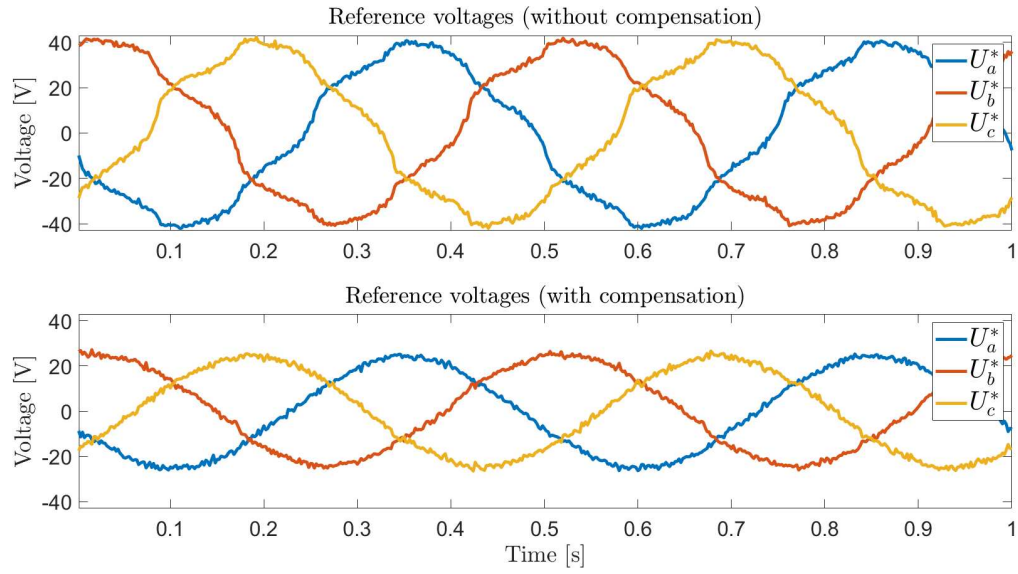 Reference voltages (without compensation)
Voltage [V]
40
20
0
-20
-40
U*a
U*b
U*c
0.1 0.2 0.3 0.4 0.5 0.6 0.7 0.8 0.9 1
Reference voltages (with compensation)
Voltage [V]
40
20
0
-20
-40
U*a
U*b
U*c
0.1 0.2 0.3 0.4 0.5 0.6 0.7 0.8 0.9 1
Time [s]